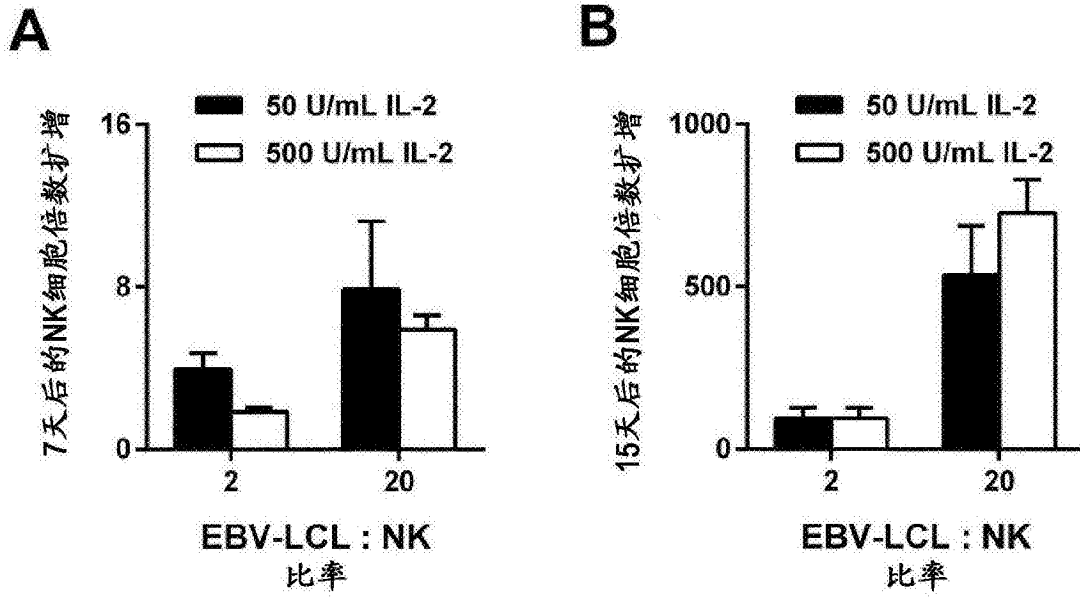 A
50 U/mL IL-2
500 U/mL IL-2
7天后的NK细胞倍数扩增
16
8
0
2
20
EBV-LCL : NK
比率
B
50 U/mL IL-2
500 U/mL IL-2
15天后的NK细胞倍数扩增
1000
500
0
2
20
EBV-LCL : NK
比率